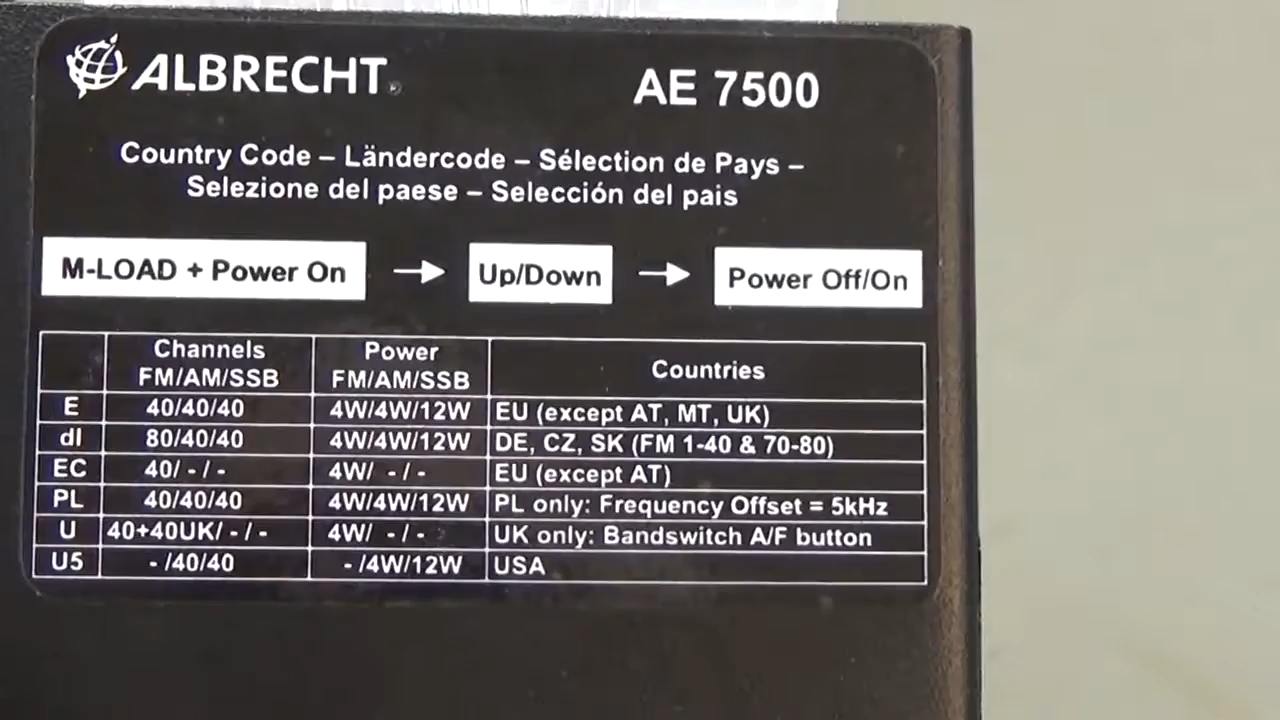 ALBRECHT® AE 7500
Country Code – Ländercode – Sélection de Pays –
Selezione del paese – Selección del pais
M-LOAD + Power On → Up/Down → Power Off/On
Channels FM/AM/SSB Power FM/AM/SSB Countries
E 40/40/40 4W/4W/12W EU (except AT, MT, UK)
dI 80/40/40 4W/4W/12W DE, CZ, SK (FM 1-40 & 70-80)
EC 40/ - / - 4W/ - / - EU (except AT)
PL 40/40/40 4W/4W/12W PL only: Frequency Offset = 5kHz
U 40+40UK/ - / - 4W/ - / - UK only: Bandswitch A/F button
U5 - /40/40 - /4W/12W USA